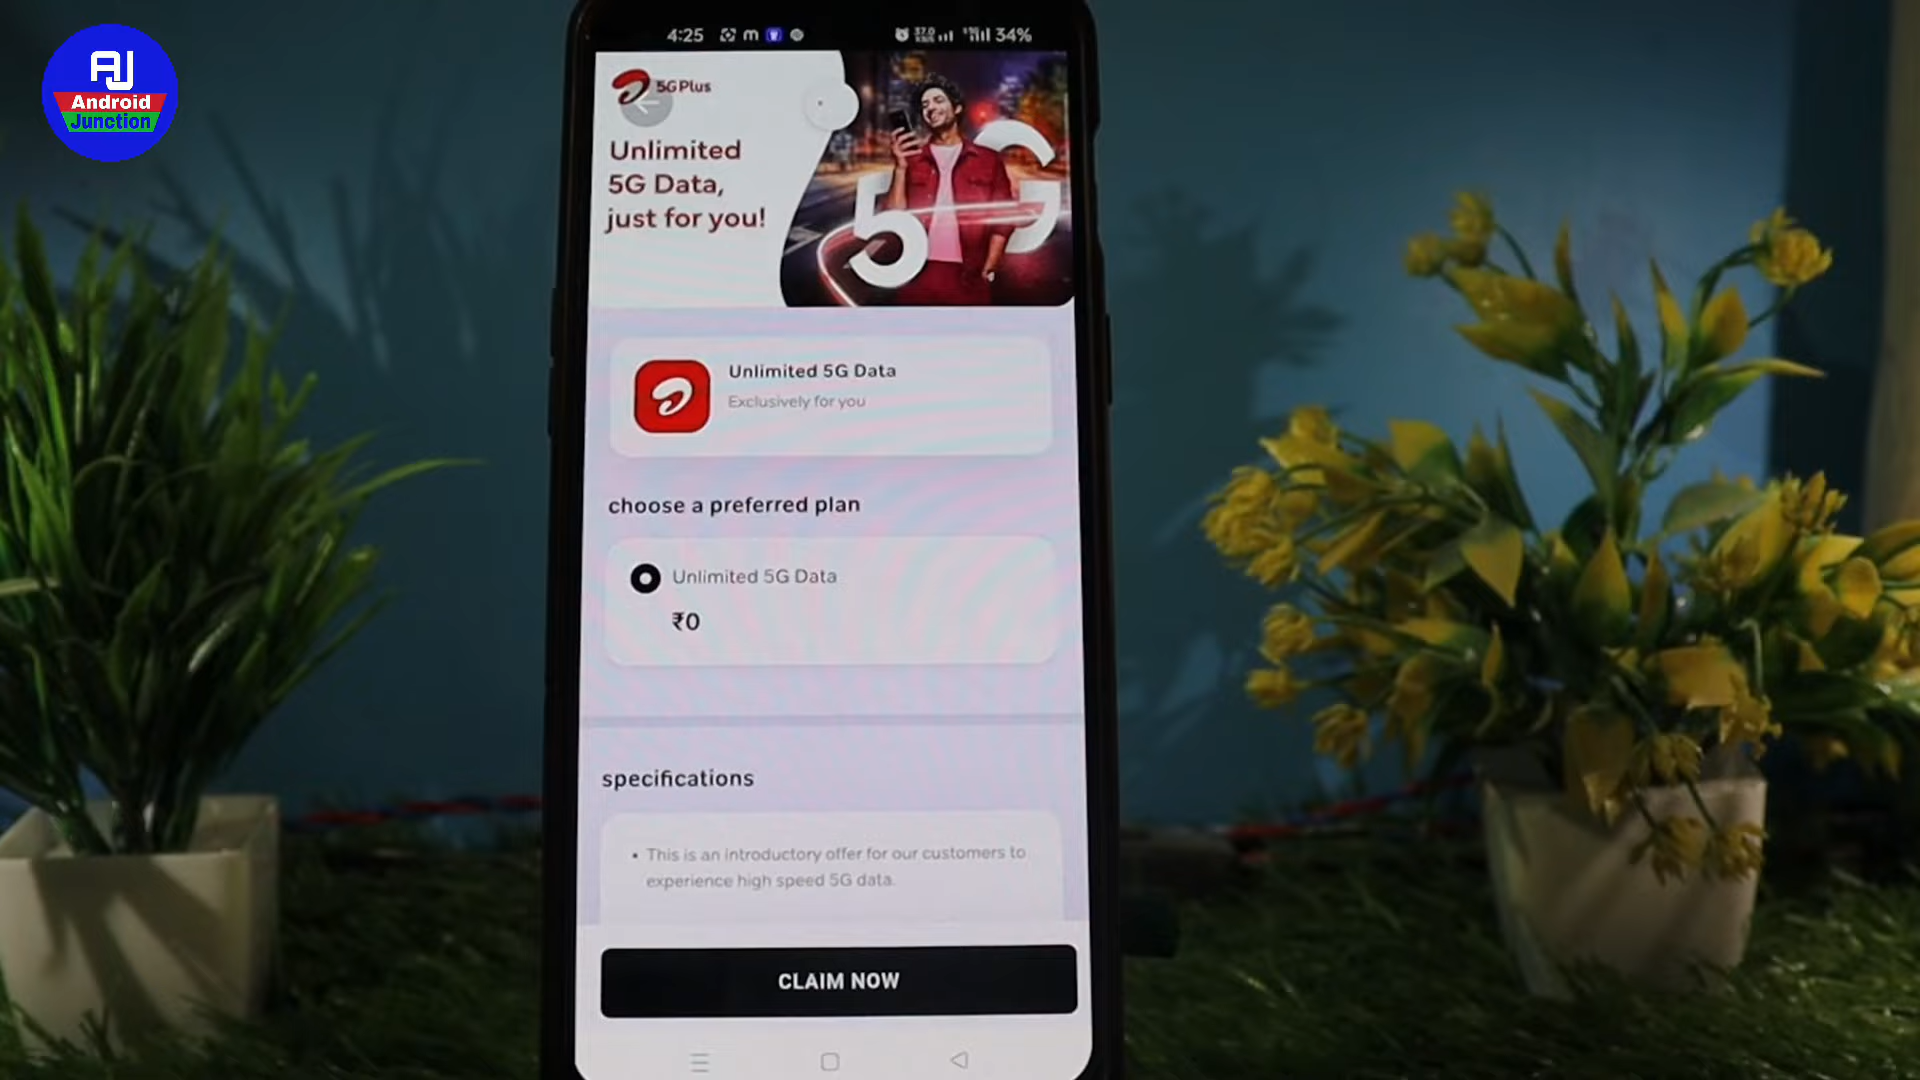 AJ
Android
Junction
4:25
34%
5G Plus
Unlimited
5G Data,
just for you!
5G
Unlimited 5G Data
Exclusively for you
choose a preferred plan
Unlimited 5G Data
₹0
specifications
• This is an introductory offer for our customers to
experience high speed 5G data.
CLAIM NOW